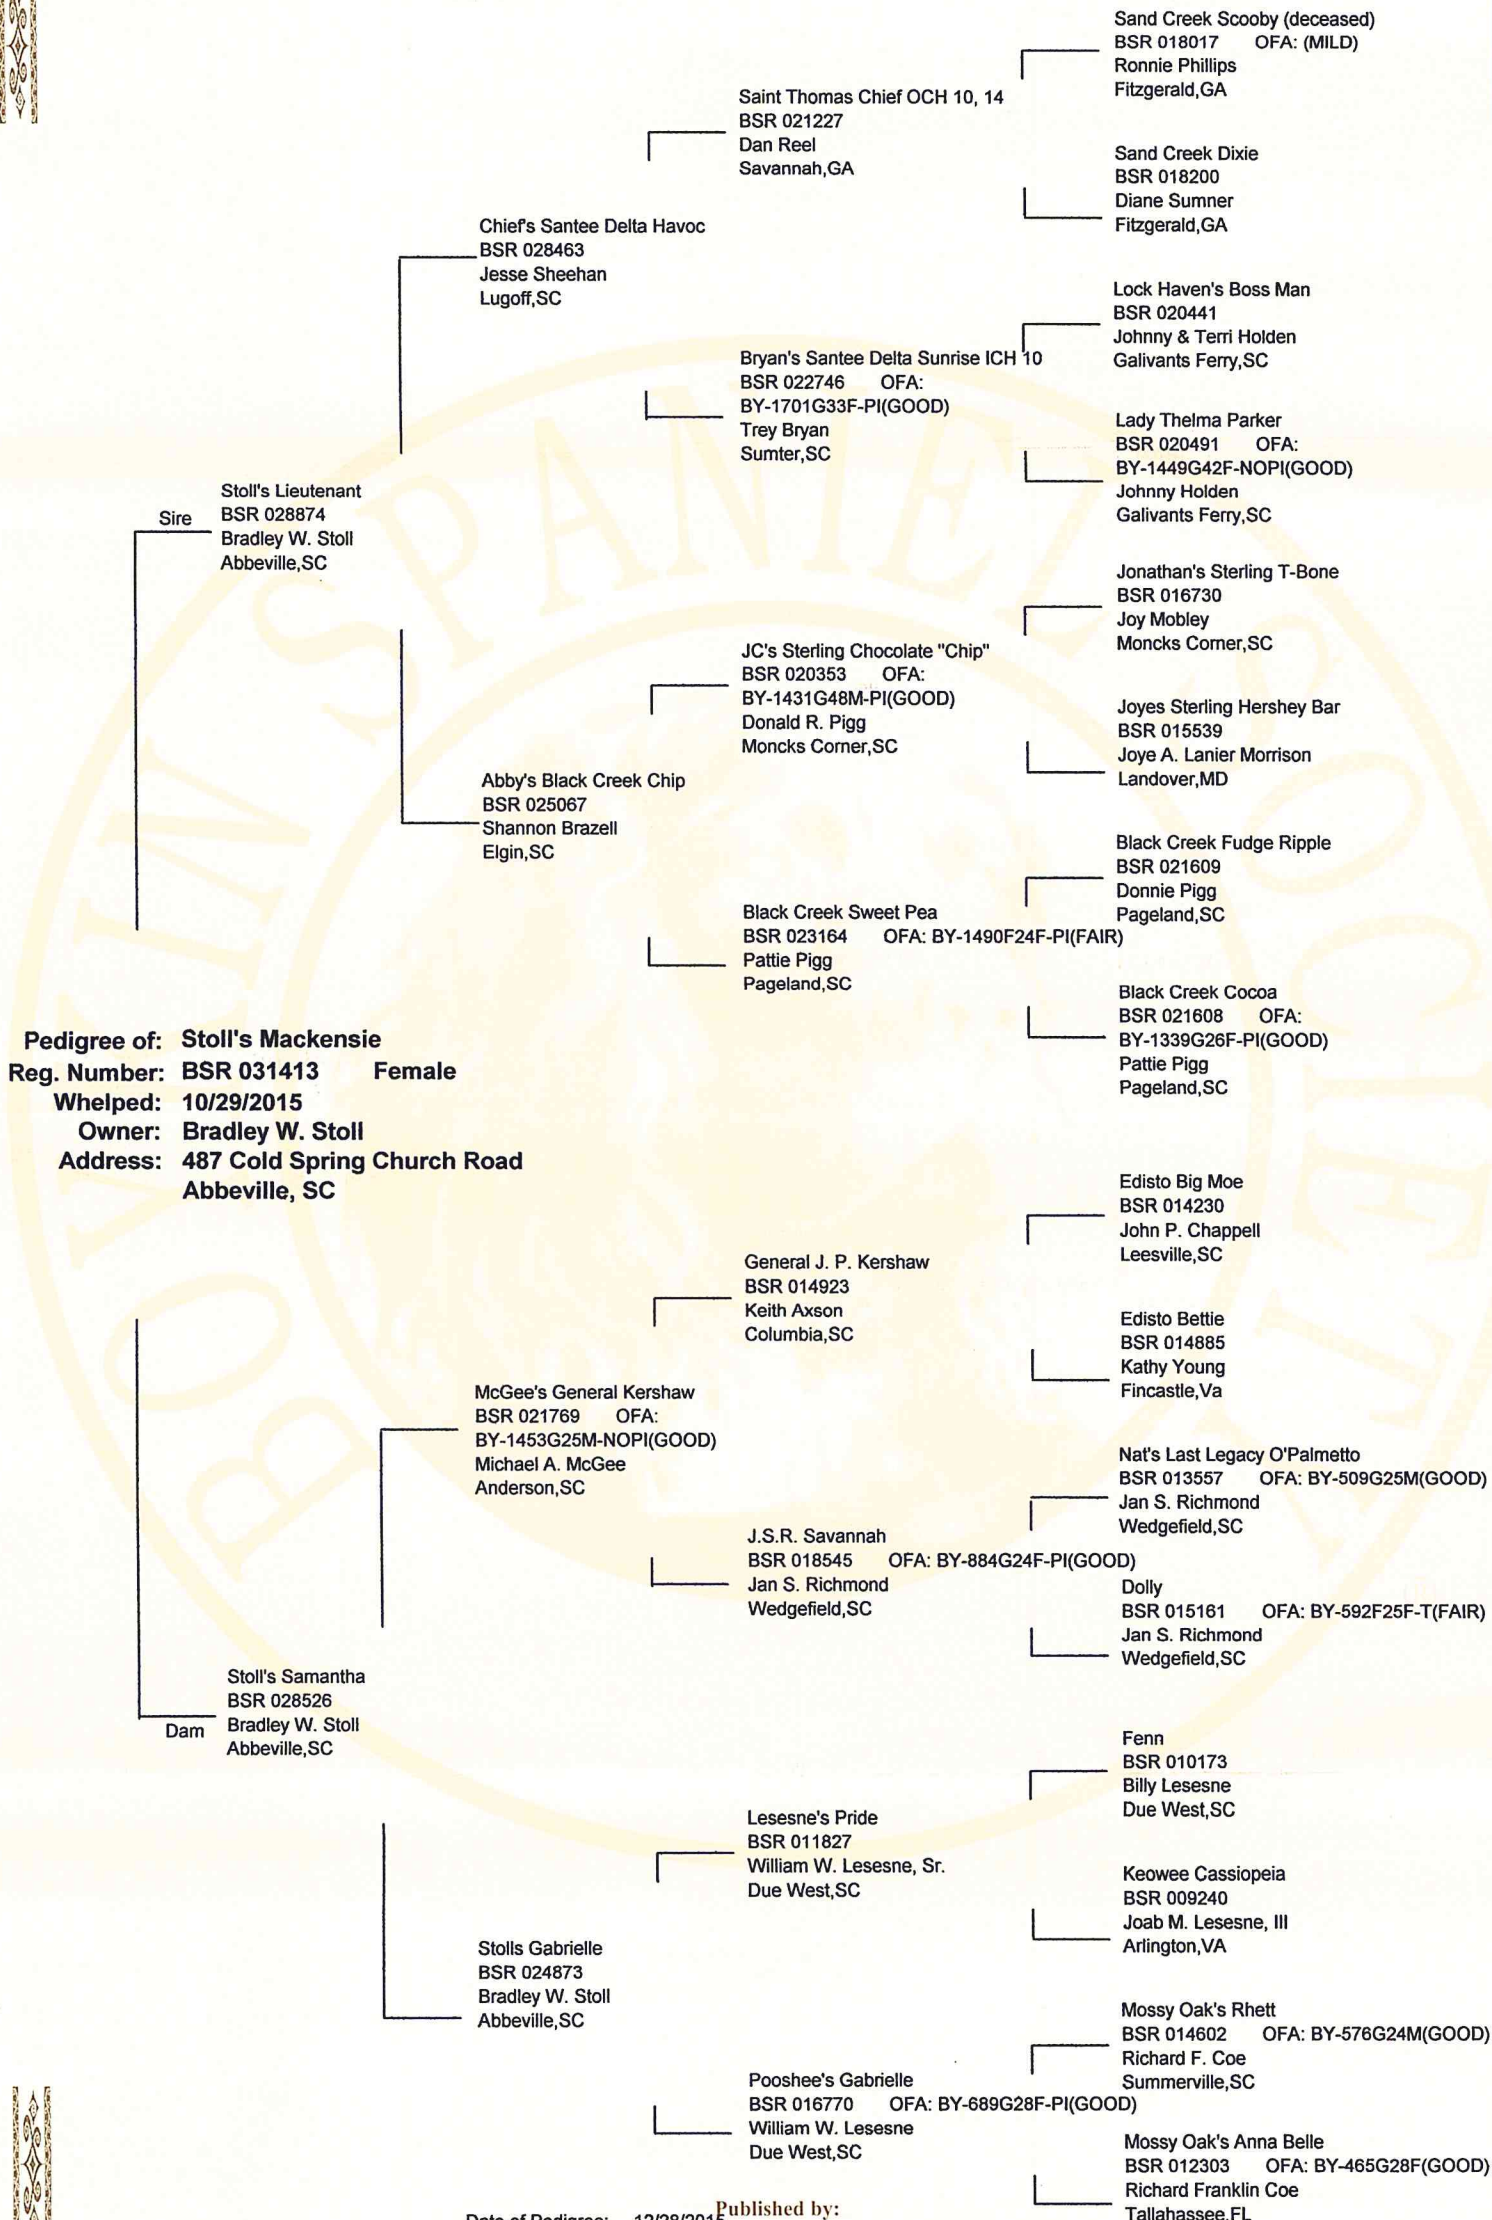 Sand Creek Scooby (deceased)
BSR 018017 OFA: (MILD)
Ronnie Phillips
Fitzgerald,GA
Saint Thomas Chief OCH 10, 14
BSR 021227
Dan Reel
Savannah,GA
Sand Creek Dixie
BSR 018200
Diane Sumner
Fitzgerald,GA
Chief's Santee Delta Havoc
BSR 028463
Jesse Sheehan
Lugoff,SC
Lock Haven's Boss Man
BSR 020441
Johnny & Terri Holden
Galivants Ferry,SC
Bryan's Santee Delta Sunrise ICH 10
BSR 022746 OFA:
BY-1701G33F-PI(GOOD)
Trey Bryan
Sumter,SC
Lady Thelma Parker
BSR 020491 OFA:
BY-1449G42F-NOPI(GOOD)
Johnny Holden
Galivants Ferry,SC
Sire
Stoll's Lieutenant
BSR 028874
Bradley W. Stoll
Abbeville,SC
Jonathan's Sterling T-Bone
BSR 016730
Joy Mobley
Moncks Corner,SC
JC's Sterling Chocolate "Chip"
BSR 020353 OFA:
BY-1431G48M-PI(GOOD)
Donald R. Pigg
Moncks Corner,SC
Joyes Sterling Hershey Bar
BSR 015539
Joye A. Lanier Morrison
Landover,MD
Abby's Black Creek Chip
BSR 025067
Shannon Brazell
Elgin,SC
Black Creek Fudge Ripple
BSR 021609
Donnie Pigg
Pageland,SC
Black Creek Sweet Pea
BSR 023164 OFA: BY-1490F24F-PI(FAIR)
Pattie Pigg
Pageland,SC
Black Creek Cocoa
BSR 021608 OFA:
BY-1339G26F-PI(GOOD)
Pattie Pigg
Pageland,SC
Pedigree of: Stoll's Mackensie
Reg. Number: BSR 031413 Female
Whelped: 10/29/2015
Owner: Bradley W. Stoll
Address: 487 Cold Spring Church Road
Abbeville, SC
Edisto Big Moe
BSR 014230
John P. Chappell
Leesville,SC
General J. P. Kershaw
BSR 014923
Keith Axson
Columbia,SC
Edisto Bettie
BSR 014885
Kathy Young
Fincastle,Va
McGee's General Kershaw
BSR 021769 OFA:
BY-1453G25M-NOPI(GOOD)
Michael A. McGee
Anderson,SC
Nat's Last Legacy O'Palmetto
BSR 013557 OFA: BY-509G25M(GOOD)
Jan S. Richmond
Wedgefield,SC
J.S.R. Savannah
BSR 018545 OFA: BY-884G24F-PI(GOOD)
Jan S. Richmond
Wedgefield,SC
Dolly
BSR 015161 OFA: BY-592F25F-T(FAIR)
Jan S. Richmond
Wedgefield,SC
Dam
Stoll's Samantha
BSR 028526
Bradley W. Stoll
Abbeville,SC
Fenn
BSR 010173
Billy Lesesne
Due West,SC
Lesesne's Pride
BSR 011827
William W. Lesesne, Sr.
Due West,SC
Keowee Cassiopeia
BSR 009240
Joab M. Lesesne, III
Arlington,VA
Stolls Gabrielle
BSR 024873
Bradley W. Stoll
Abbeville,SC
Mossy Oak's Rhett
BSR 014602 OFA: BY-576G24M(GOOD)
Richard F. Coe
Summerville,SC
Pooshee's Gabrielle
BSR 016770 OFA: BY-689G28F-PI(GOOD)
William W. Lesesne
Due West,SC
Mossy Oak's Anna Belle
BSR 012303 OFA: BY-465G28F(GOOD)
Richard Franklin Coe
Tallahassee,FL
Date of Pedigree: 12/28/2015
Published by:
BOYKIN SPANIEL SOCIETY